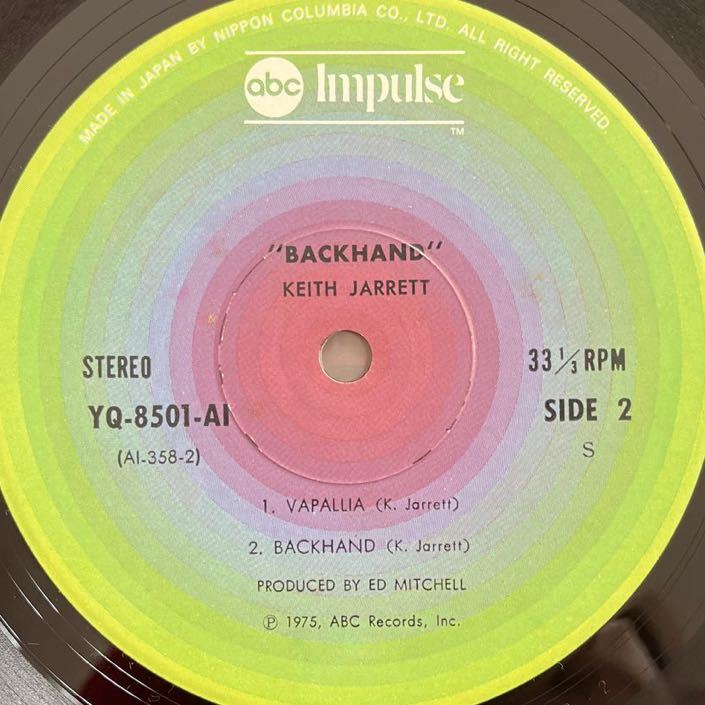 MADE IN JAPAN BY NIPPON COLUMBIA CO., LTD. ALL RIGHT RESERVED.
abc Impulse
TM
"BACKHAND"
KEITH JARRETT
STEREO
33 1/3 RPM
YQ-8501-AI
SIDE 2
(AI-358-2)
S
1. VAPALLIA (K. Jarrett)
2. BACKHAND (K. Jarrett)
PRODUCED BY ED MITCHELL
℗ 1975, ABC Records, Inc.